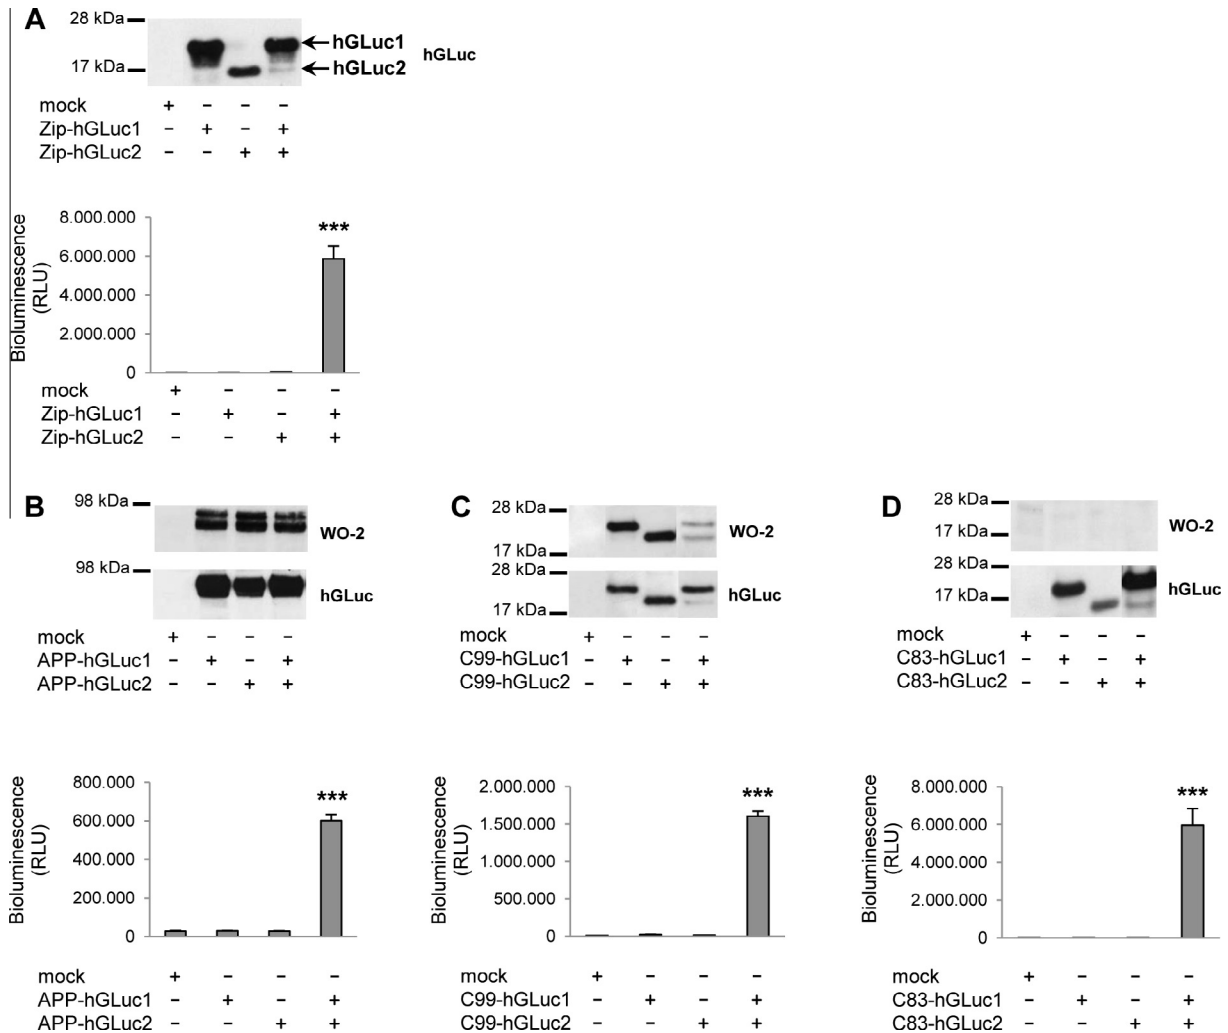 A
28 kDa
17 kDa
hGLuc1
hGLuc2
hGLuc
mock + − − −
Zip-hGLuc1 − + − +
Zip-hGLuc2 − − + +
Bioluminescence
(RLU)
8.000.000
6.000.000
4.000.000
2.000.000
0
***
mock + − − −
Zip-hGLuc1 − + − +
Zip-hGLuc2 − − + +
B
98 kDa
WO-2
98 kDa
hGLuc
mock + − − −
APP-hGLuc1 − + − +
APP-hGLuc2 − − + +
Bioluminescence
(RLU)
800.000
600.000
400.000
200.000
0
***
mock + − − −
APP-hGLuc1 − + − +
APP-hGLuc2 − − + +
C
28 kDa
17 kDa
WO-2
28 kDa
17 kDa
hGLuc
mock + − − −
C99-hGLuc1 − + − +
C99-hGLuc2 − − + +
Bioluminescence
(RLU)
2.000.000
1.500.000
1.000.000
500.000
0
***
mock + − − −
C99-hGLuc1 − + − +
C99-hGLuc2 − − + +
D
28 kDa
17 kDa
WO-2
28 kDa
17 kDa
hGLuc
mock + − − −
C83-hGLuc1 − + − +
C83-hGLuc2 − − + +
Bioluminescence
(RLU)
8.000.000
6.000.000
4.000.000
2.000.000
0
***
mock + − − −
C83-hGLuc1 − + − +
C83-hGLuc2 − − + +